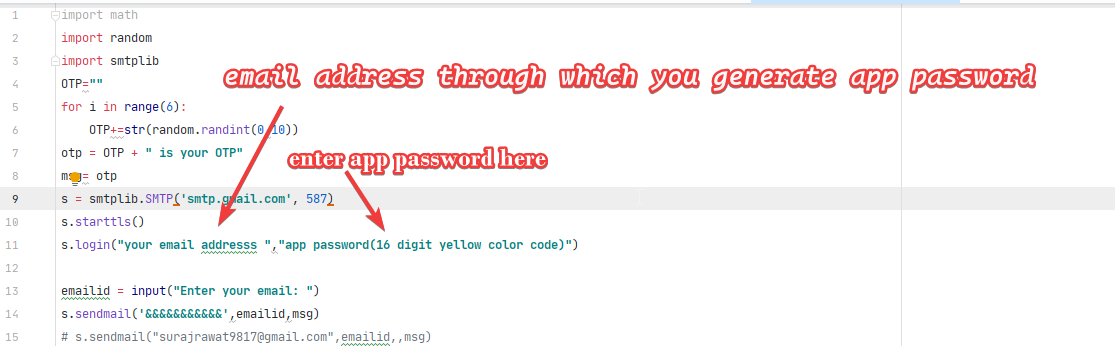 1 import math
2 import random
3 import smtplib
4 OTP=""
email address through which you generate app password
5 for i in range(6):
6 OTP+=str(random.randint(0,10))
7 otp = OTP + " is your OTP"
enter app password here
8 msg= otp
9 s = smtplib.SMTP('smtp.gmail.com', 587)
10 s.starttls()
11 s.login("your email addresss ","app password(16 digit yellow color code)")
12
13 emailid = input("Enter your email: ")
14 s.sendmail('&&&&&&&&&&&',emailid,msg)
15 # s.sendmail("surajrawat9817@gmail.com",emailid,,msg)